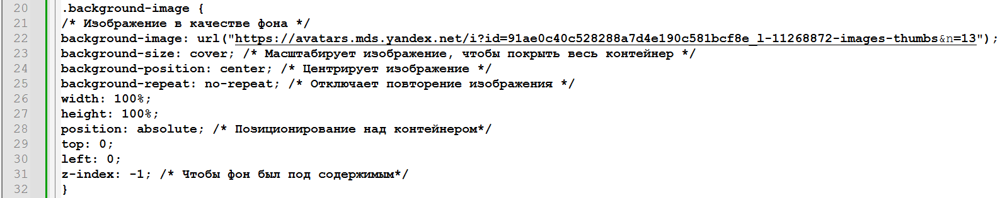 20 .background-image {
21 /* Изображение в качестве фона */
22 background-image: url("https://avatars.mds.yandex.net/i?id=91ae0c40c528288a7d4e190c581bcf8e_l-11268872-images-thumbs&n=13");
23 background-size: cover; /* Масштабирует изображение, чтобы покрыть весь контейнер */
24 background-position: center; /* Центрирует изображение */
25 background-repeat: no-repeat; /* Отключает повторение изображения */
26 width: 100%;
27 height: 100%;
28 position: absolute; /* Позиционирование над контейнером*/
29 top: 0;
30 left: 0;
31 z-index: -1; /* Чтобы фон был под содержимым*/
32 }